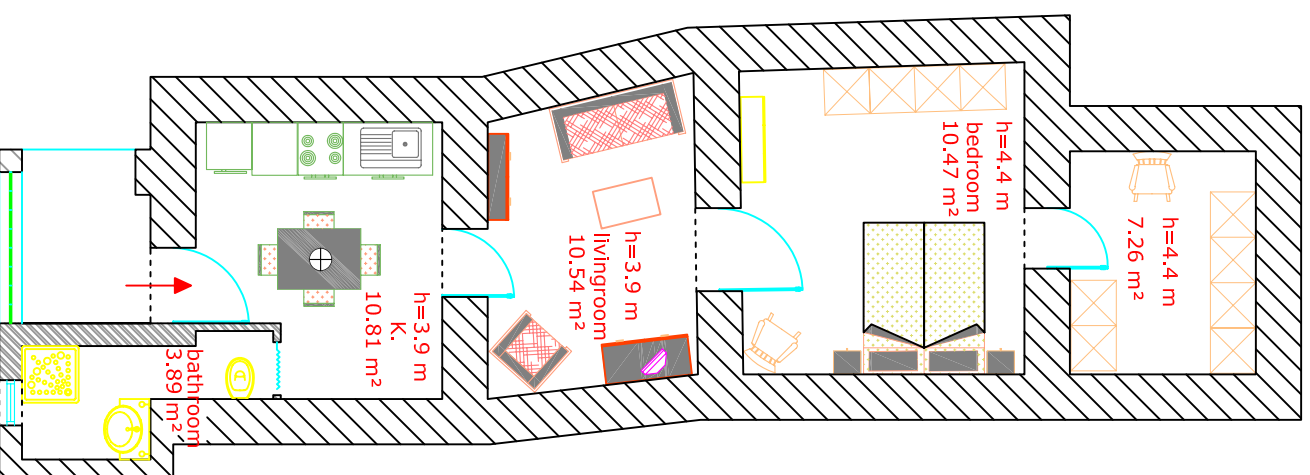 bathroom
3.89 m²
h=3.9 m
K.
10.81 m²
h=3.9 m
livingroom
10.54 m²
h=4.4 m
bedroom
10.47 m²
h=4.4 m
7.26 m²